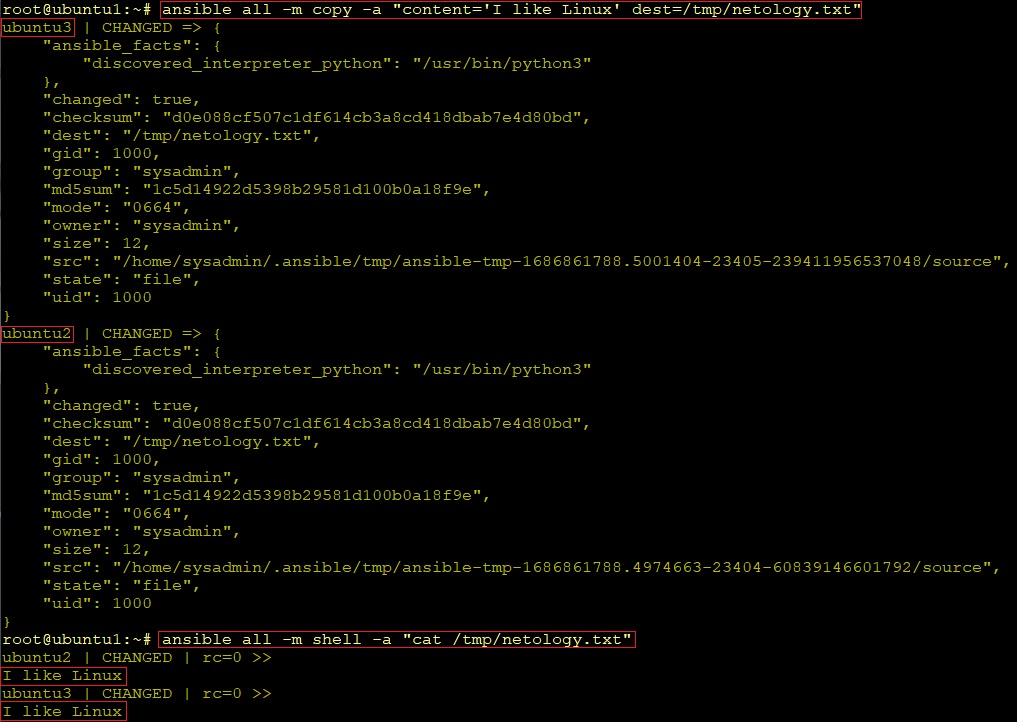 root@ubuntu1:~# ansible all -m copy -a "content='I like Linux' dest=/tmp/netology.txt"
ubuntu3 | CHANGED => {
    "ansible_facts": {
        "discovered_interpreter_python": "/usr/bin/python3"
    },
    "changed": true,
    "checksum": "d0e088cf507c1df614cb3a8cd418dbab7e4d80bd",
    "dest": "/tmp/netology.txt",
    "gid": 1000,
    "group": "sysadmin",
    "md5sum": "1c5d14922d5398b29581d100b0a18f9e",
    "mode": "0664",
    "owner": "sysadmin",
    "size": 12,
    "src": "/home/sysadmin/.ansible/tmp/ansible-tmp-1686861788.5001404-23405-239411956537048/source",
    "state": "file",
    "uid": 1000
}
ubuntu2 | CHANGED => {
    "ansible_facts": {
        "discovered_interpreter_python": "/usr/bin/python3"
    },
    "changed": true,
    "checksum": "d0e088cf507c1df614cb3a8cd418dbab7e4d80bd",
    "dest": "/tmp/netology.txt",
    "gid": 1000,
    "group": "sysadmin",
    "md5sum": "1c5d14922d5398b29581d100b0a18f9e",
    "mode": "0664",
    "owner": "sysadmin",
    "size": 12,
    "src": "/home/sysadmin/.ansible/tmp/ansible-tmp-1686861788.4974663-23404-60839146601792/source",
    "state": "file",
    "uid": 1000
}
root@ubuntu1:~# ansible all -m shell -a "cat /tmp/netology.txt"
ubuntu2 | CHANGED | rc=0 >>
I like Linux
ubuntu3 | CHANGED | rc=0 >>
I like Linux